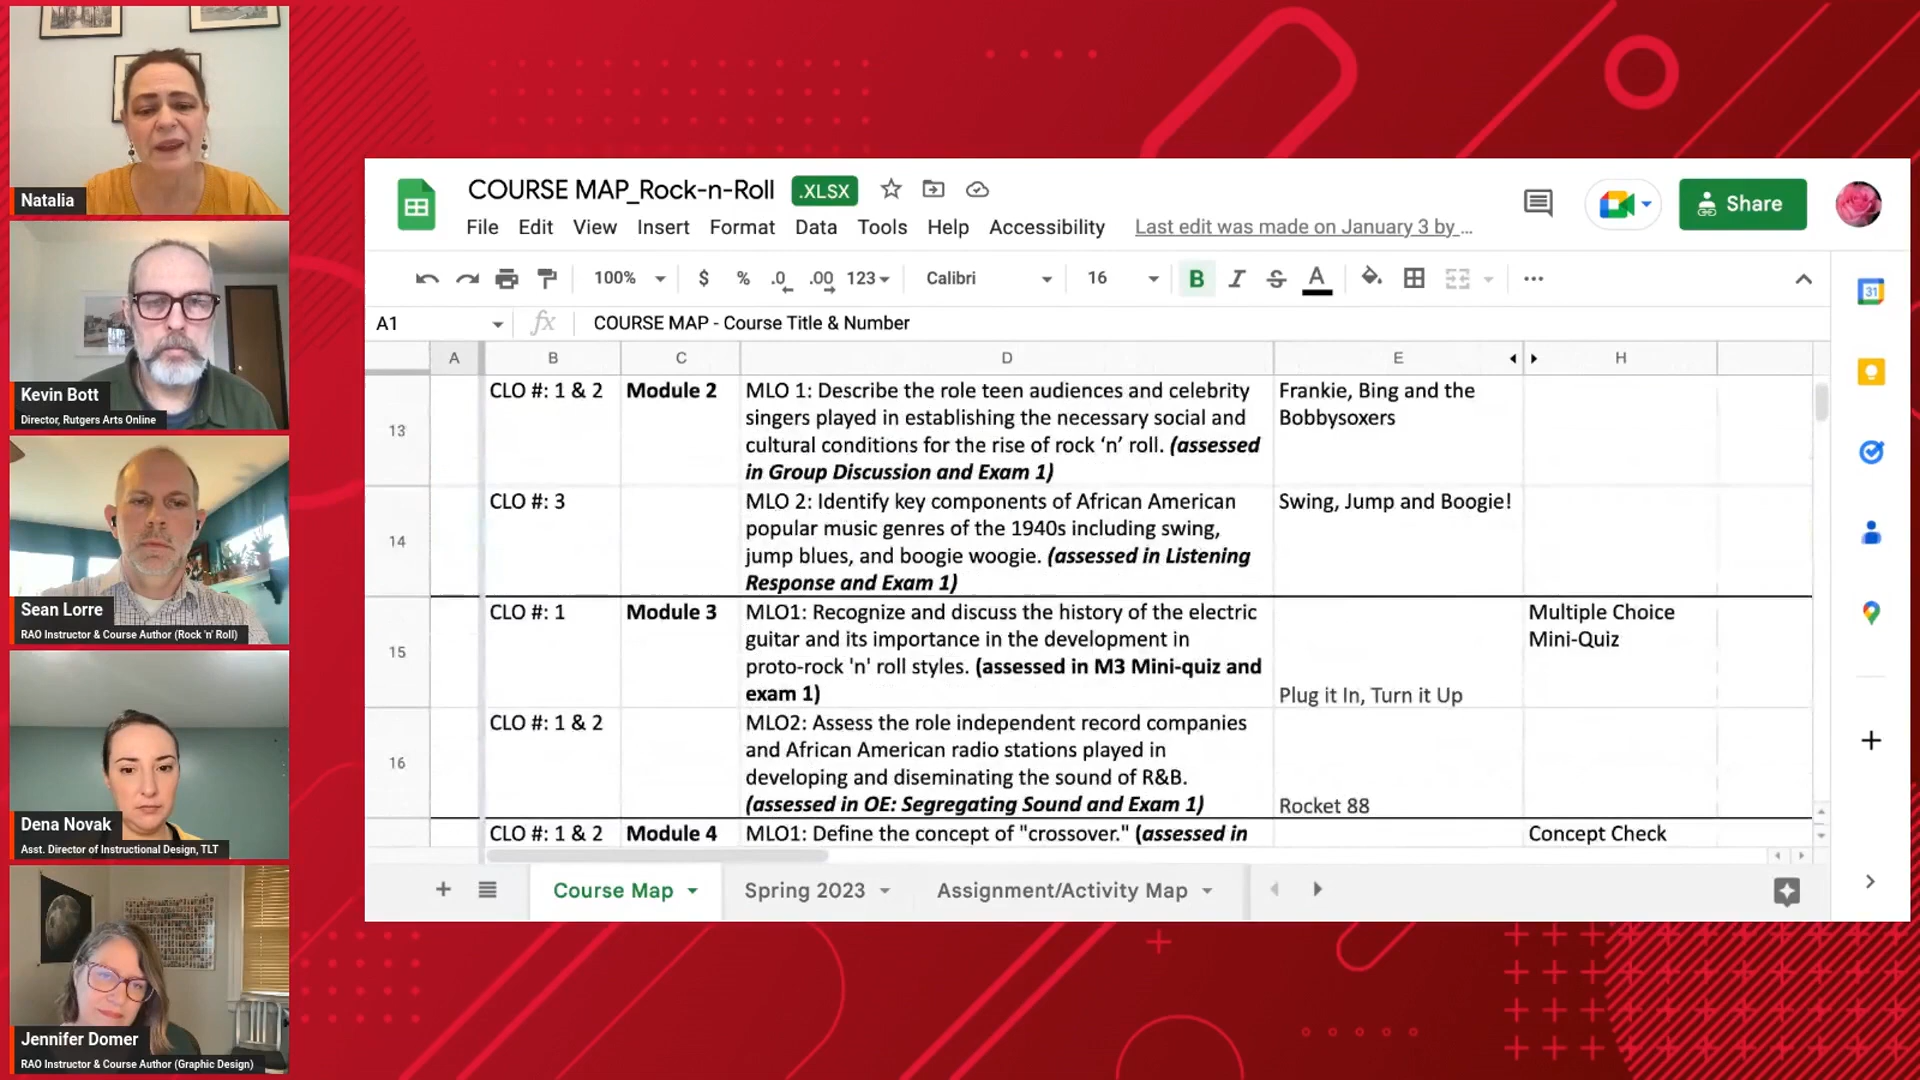 Natalia
Kevin Bott
Director, Rutgers Arts Online
Sean Lorre
RAO Instructor & Course Author (Rock 'n' Roll)
Dena Novak
Asst. Director of Instructional Design, TLT
Jennifer Domer
RAO Instructor & Course Author (Graphic Design)
COURSE MAP_Rock-n-Roll .XLSX
Share
File Edit View Insert Format Data Tools Help Accessibility Last edit was made on January 3 by ...
100% $ % .0 .00 123 Calibri 16 B I S A
31
A1 fx COURSE MAP - Course Title & Number
A B C D E H
13
CLO #: 1 & 2
Module 2
MLO 1: Describe the role teen audiences and celebrity
singers played in establishing the necessary social and
cultural conditions for the rise of rock ‘n’ roll. (assessed
in Group Discussion and Exam 1)
Frankie, Bing and the
Bobbysoxers
14
CLO #: 3
MLO 2: Identify key components of African American
popular music genres of the 1940s including swing,
jump blues, and boogie woogie. (assessed in Listening
Response and Exam 1)
Swing, Jump and Boogie!
15
CLO #: 1
Module 3
MLO1: Recognize and discuss the history of the electric
guitar and its importance in the development in
proto-rock 'n' roll styles. (assessed in M3 Mini-quiz and
exam 1)
Plug it In, Turn it Up
Multiple Choice
Mini-Quiz
16
CLO #: 1 & 2
MLO2: Assess the role independent record companies
and African American radio stations played in
developing and diseminating the sound of R&B.
(assessed in OE: Segregating Sound and Exam 1)
Rocket 88
CLO #: 1 & 2
Module 4
MLO1: Define the concept of "crossover." (assessed in
Concept Check
Course Map Spring 2023 Assignment/Activity Map